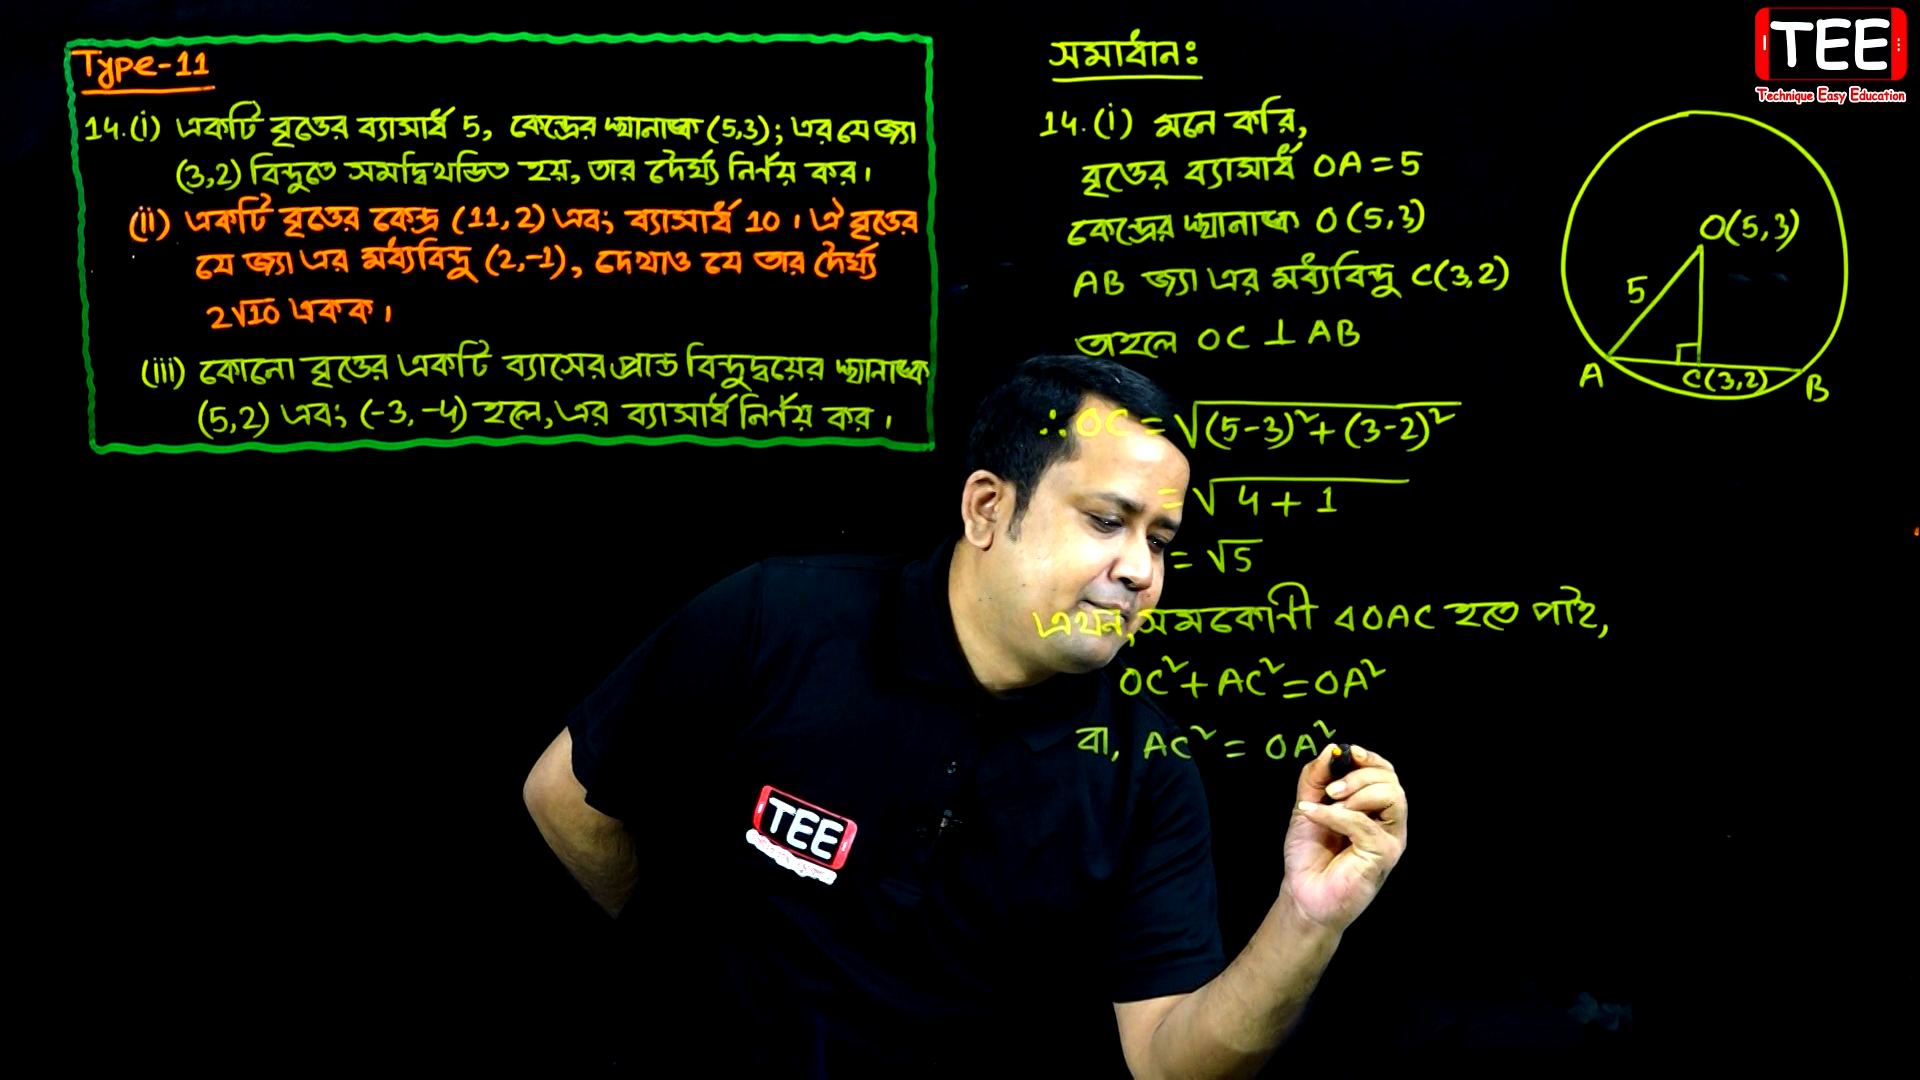 Type-11
14.(i) একটি বৃত্তের ব্যাসার্ধ 5, কেন্দ্রের স্থানাঙ্ক (5,3); এর যে জ্যা
(3,2) বিন্দুতে সমদ্বিখন্ডিত হয়, তার দৈর্ঘ্য নির্ণয় কর।
(ii) একটি বৃত্তের কেন্দ্র (11,2) এবং ব্যাসার্ধ 10। ঐ বৃত্তের
যে জ্যা এর মধ্যবিন্দু (2,-1), দেখাও যে তার দৈর্ঘ্য
2√10 একক।
(iii) কোনো বৃত্তের একটি ব্যাসের প্রান্ত বিন্দুদ্বয়ের স্থানাঙ্ক
(5,2) এবং (-3,-4) হলে, এর ব্যাসার্ধ নির্ণয় কর।
সমাধানঃ
14.(i) মনে করি,
বৃত্তের ব্যাসার্ধ OA = 5
কেন্দ্রের স্থানাঙ্ক O(5,3)
AB জ্যা এর মধ্যবিন্দু C(3,2)
তাহলে OC ⊥ AB
∴ OC = √(5-3)²+(3-2)²
= √4+1
= √5
এখন, সমকোণী ⊿OAC হতে পাই,
OC²+AC²=OA²
বা, AC² = OA²
O(5,3)
5
A
C(3,2)
B
TEE
Technique Easy Education
TEE